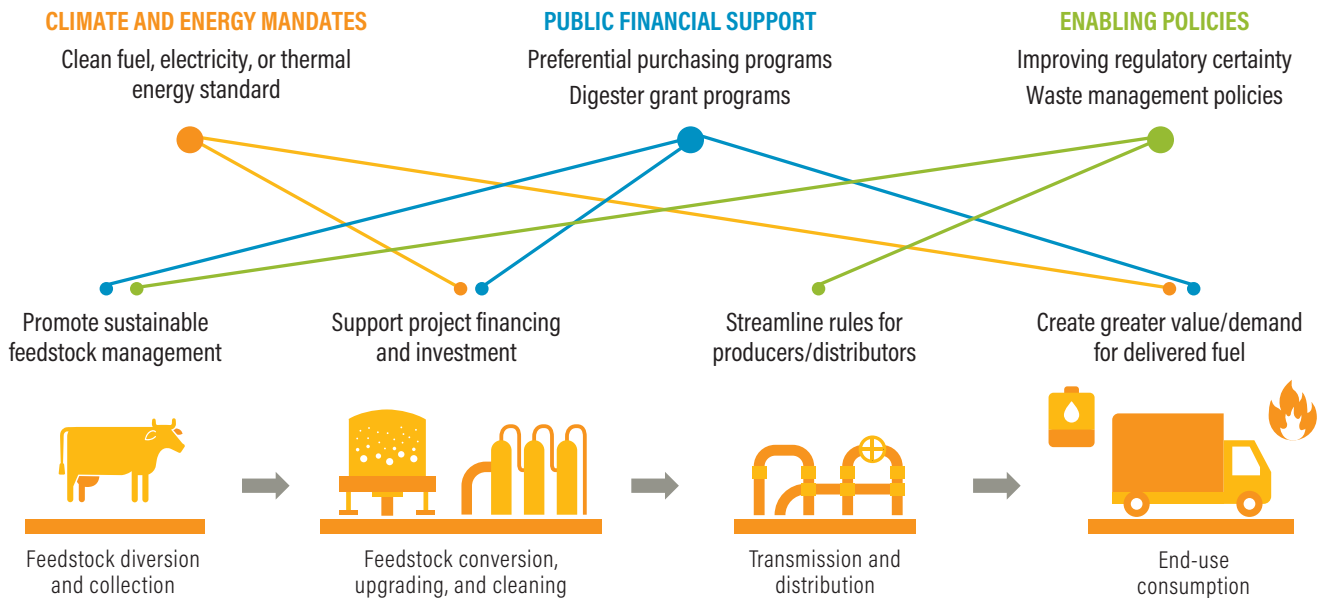 CLIMATE AND ENERGY MANDATES
Clean fuel, electricity, or thermal
energy standard
PUBLIC FINANCIAL SUPPORT
Preferential purchasing programs
Digester grant programs
ENABLING POLICIES
Improving regulatory certainty
Waste management policies
Promote sustainable
feedstock management
Support project financing
and investment
Streamline rules for
producers/distributors
Create greater value/demand
for delivered fuel
Feedstock diversion
and collection
Feedstock conversion,
upgrading, and cleaning
Transmission and
distribution
End-use
consumption